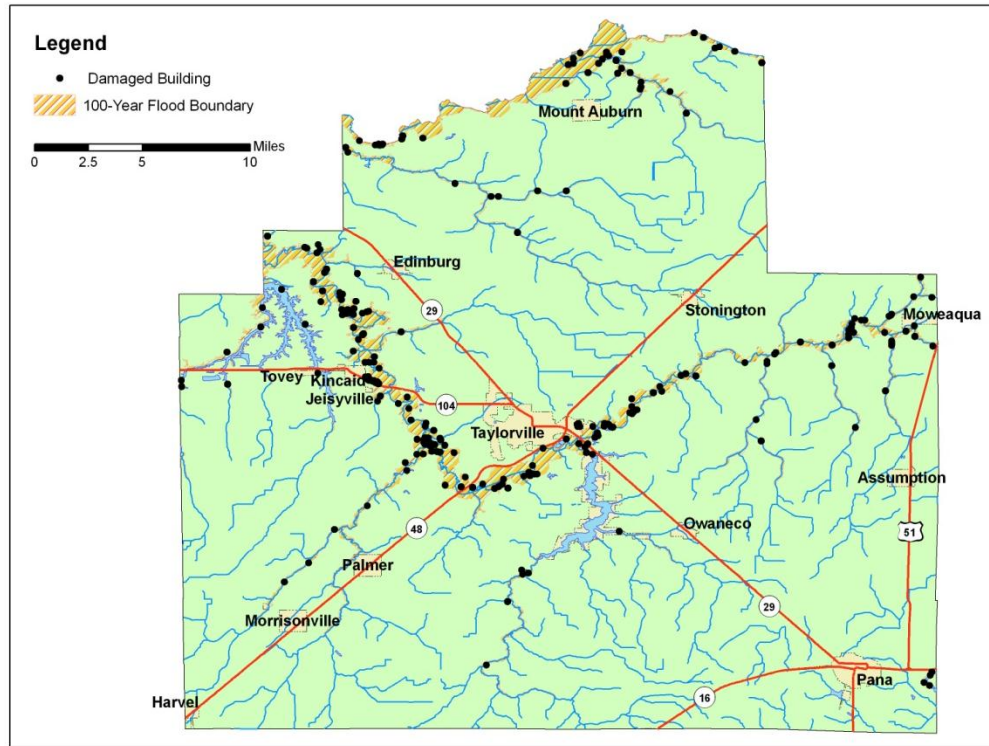 Legend
Damaged Building
100-Year Flood Boundary
Miles
0 2.5 5 10
Mount Auburn
Edinburg
29
Stonington
Moweaqua
Tovey
Kincaid
Jeisyville
104
Taylorville
Assumption
48
Owaneco
51
Palmer
29
Morrisonville
Pana
Harvel
16